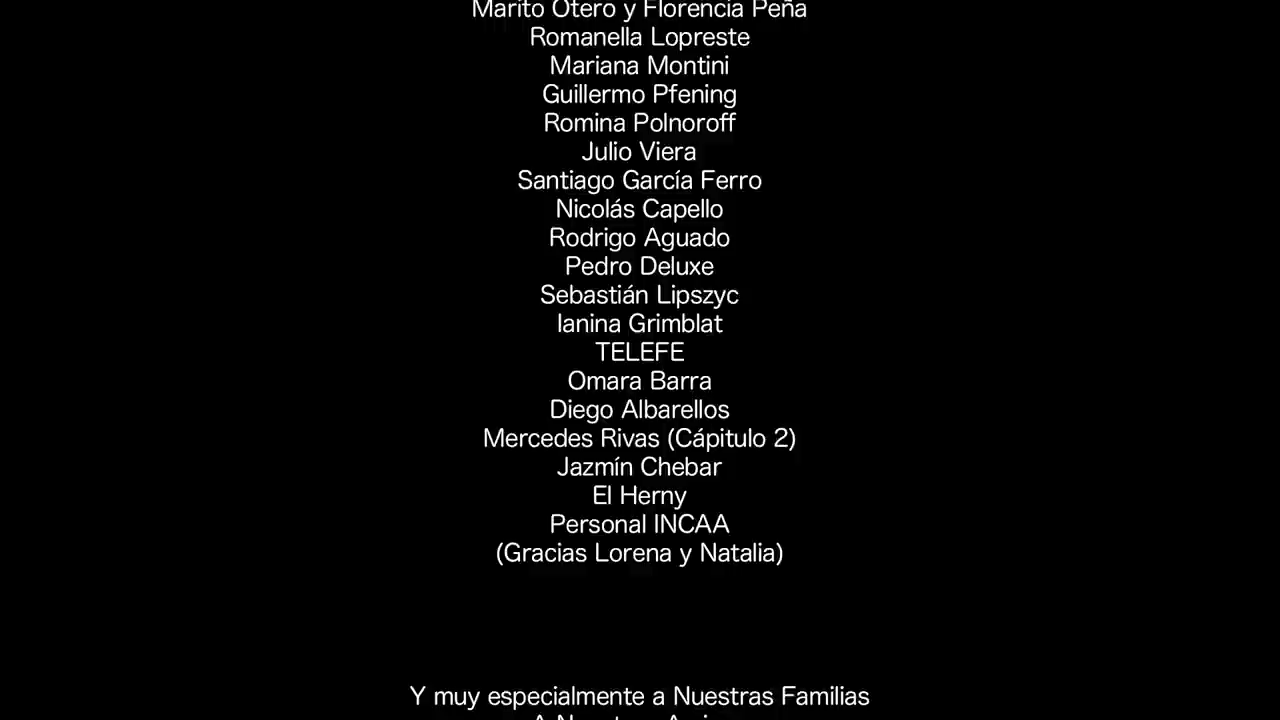 Marito Otero y Florencia Peña
Romanella Lopreste
Mariana Montini
Guillermo Pfening
Romina Polnoroff
Julio Viera
Santiago García Ferro
Nicolás Capello
Rodrigo Aguado
Pedro Deluxe
Sebastián Lipszyc
Ianina Grimblat
TELEFE
Omara Barra
Diego Albarellos
Mercedes Rivas (Cápitulo 2)
Jazmín Chebar
El Herny
Personal INCAA
(Gracias Lorena y Natalia)
Y muy especialmente a Nuestras Familias